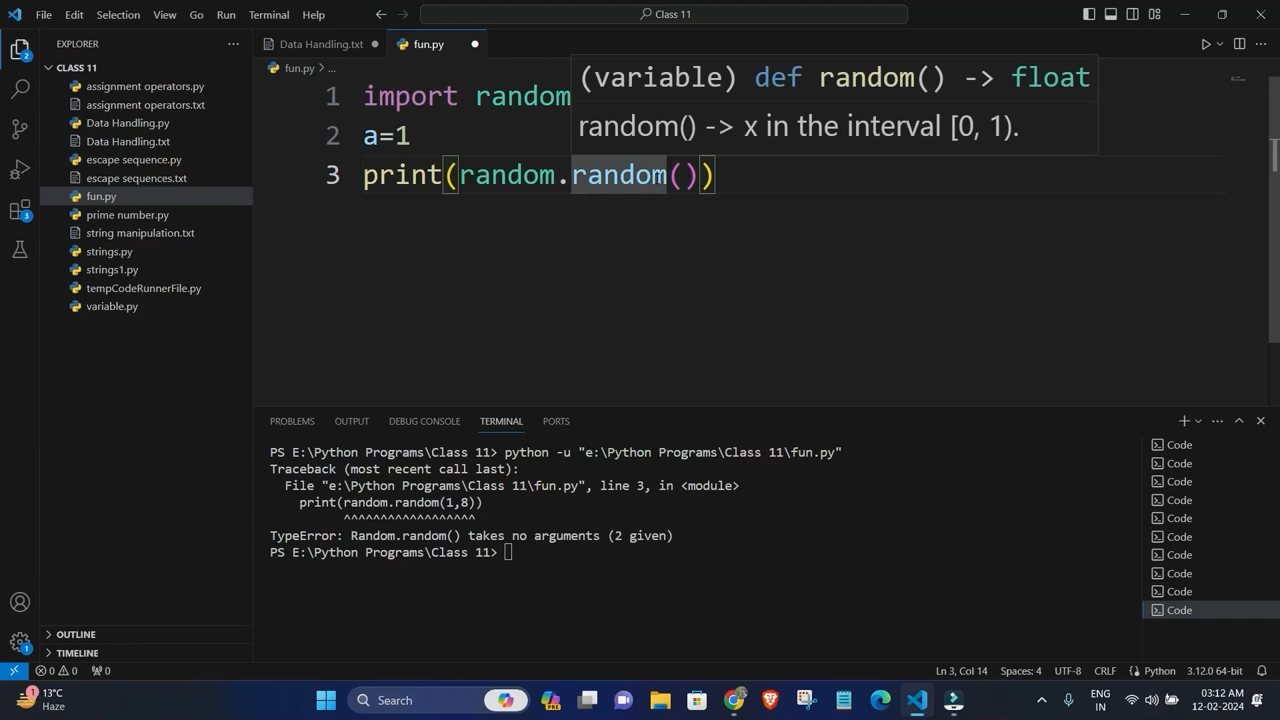 File Edit Selection View Go Run Terminal Help
Class 11
EXPLORER
Data Handling.txt
fun.py
CLASS 11
fun.py > ...
assignment operators.py
assignment operators.txt
Data Handling.py
Data Handling.txt
escape sequence.py
escape sequences.txt
fun.py
prime number.py
string manipulation.txt
strings.py
strings1.py
tempCodeRunnerFile.py
variable.py
2
3
(variable) def random() -> float
random() -> x in the interval [0, 1).
1 import random
2 a=1
3 print(random.random())
PROBLEMS OUTPUT DEBUG CONSOLE TERMINAL PORTS
PS E:\Python Programs\Class 11> python -u "e:\Python Programs\Class 11\fun.py"
Traceback (most recent call last):
File "e:\Python Programs\Class 11\fun.py", line 3, in <module>
print(random.random(1,8))
^^^^^^^^^^^^^^^^^^
TypeError: Random.random() takes no arguments (2 given)
PS E:\Python Programs\Class 11>
Code
Code
Code
Code
Code
Code
Code
Code
Code
Code
OUTLINE
TIMELINE
1
0 0 0
Ln 3, Col 14 Spaces: 4 UTF-8 CRLF Python 3.12.0 64-bit
1
13°C
Haze
Search
PRE
ENG
IN
03:12 AM
12-02-2024